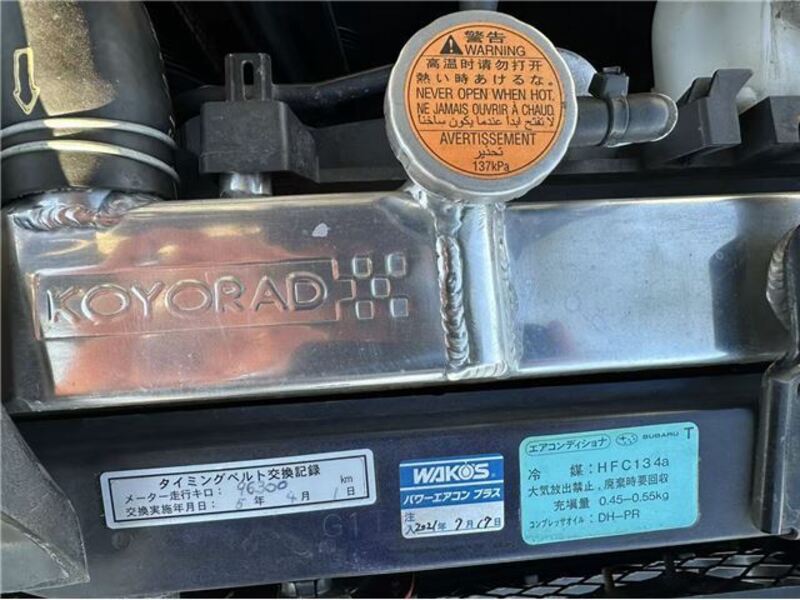 警告
WARNING
高温时请勿打开
熱い時あけるな。
NEVER OPEN WHEN HOT.
NE JAMAIS OUVRIR À CHAUD.
لا تفتح أبدا عندما يكون ساخنا
AVERTISSEMENT
تحذير
137kPa
KOYORAD
タイミングベルト交換記録
メーター走行キロ： 96300 km
交換実施年月日： 5年 4月 1日
WAKO'S
パワーエアコン プラス
注入 2021年 7月 17日
エアコンディショナ SUBARU T
冷 媒：HFC134a
大気放出禁止，廃棄時要回収
充填量 0.45-0.55kg
コンプレッサオイル：DH-PR
G1